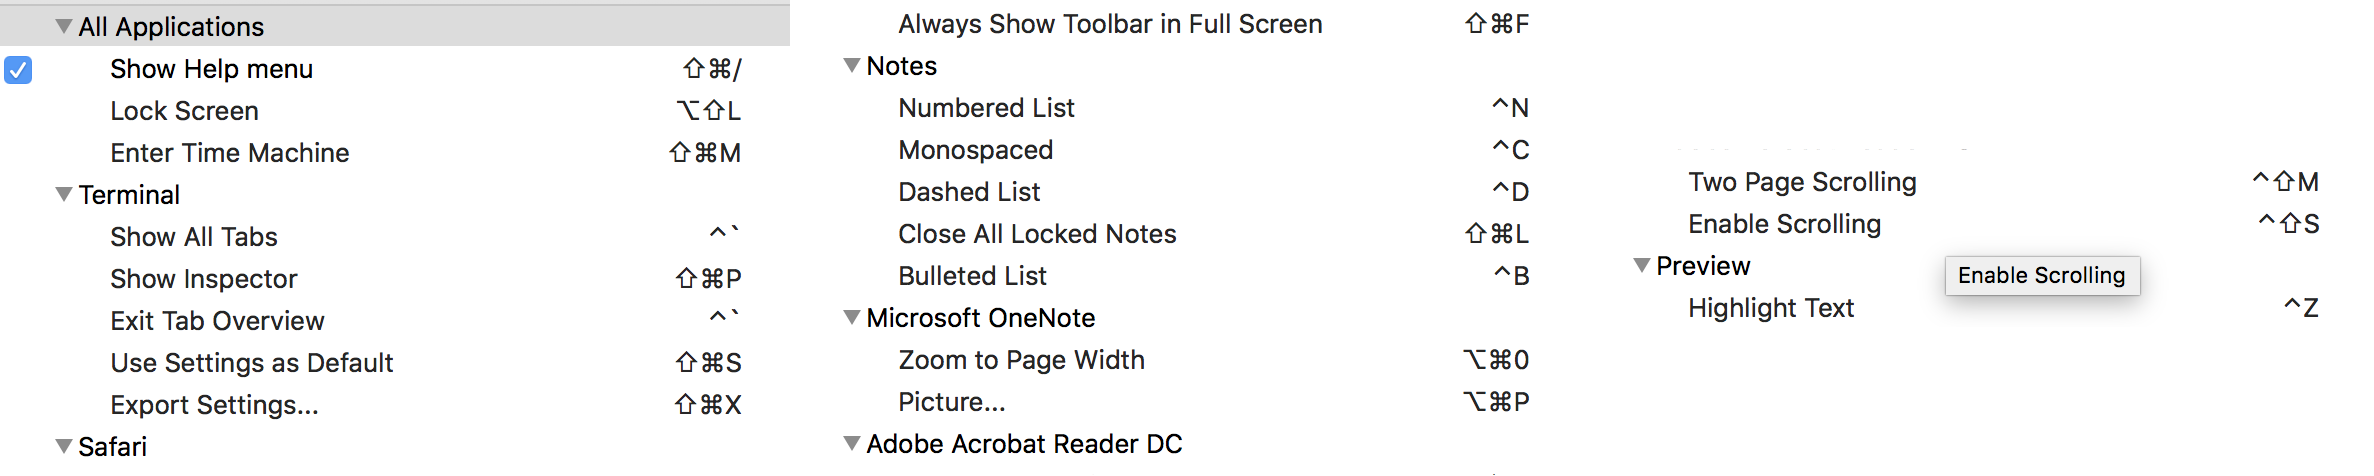 All Applications
Show Help menu ⇧⌘/
Lock Screen ⌥⇧L
Enter Time Machine ⇧⌘M
Terminal
Show All Tabs ^`
Show Inspector ⇧⌘P
Exit Tab Overview ^`
Use Settings as Default ⇧⌘S
Export Settings... ⇧⌘X
Safari
Always Show Toolbar in Full Screen ⇧⌘F
Notes
Numbered List ^N
Monospaced ^C
Dashed List ^D
Close All Locked Notes ⇧⌘L
Bulleted List ^B
Microsoft OneNote
Zoom to Page Width ⌥⌘0
Picture... ⌥⌘P
Adobe Acrobat Reader DC
Two Page Scrolling ^⇧M
Enable Scrolling ^⇧S
Preview
Enable Scrolling
Highlight Text ^Z